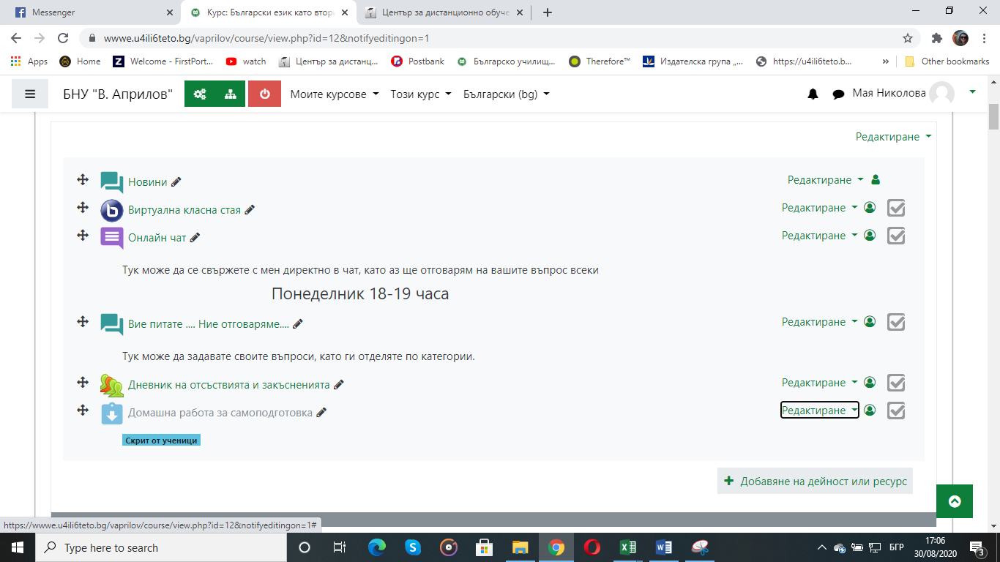 Messenger
Курс: Български език като втори
Център за дистанционно обуче
wwwe.u4ili6teto.bg/vaprilov/course/view.php?id=12&notifyeditingon=1
Apps Home Welcome - FirstPort... watch Център за дистанц... Postbank Българско училищ... Therefore™ Издателска група „... https://u4ili6teto.b... » Other bookmarks
БНУ "В. Априлов" Моите курсове Този курс Български (bg) Мая Николова
Редактиране
Новини Редактиране
Виртуална класна стая Редактиране
Онлайн чат Редактиране
Тук може да се свържете с мен директно в чат, като аз ще отговарям на вашите въпрос всеки
Понеделник 18-19 часа
Вие питате .... Ние отговаряме.... Редактиране
Тук може да задавате своите въпроси, като ги отделяте по категории.
Дневник на отсъствията и закъсненията Редактиране
Домашна работа за самоподготовка Редактиране
Скрит от ученици
+ Добавяне на дейност или ресурс
https://wwwe.u4ili6teto.bg/vaprilov/course/view.php?id=12&notifyeditingon=1#
Type here to search
БГР
17:06
30/08/2020
3